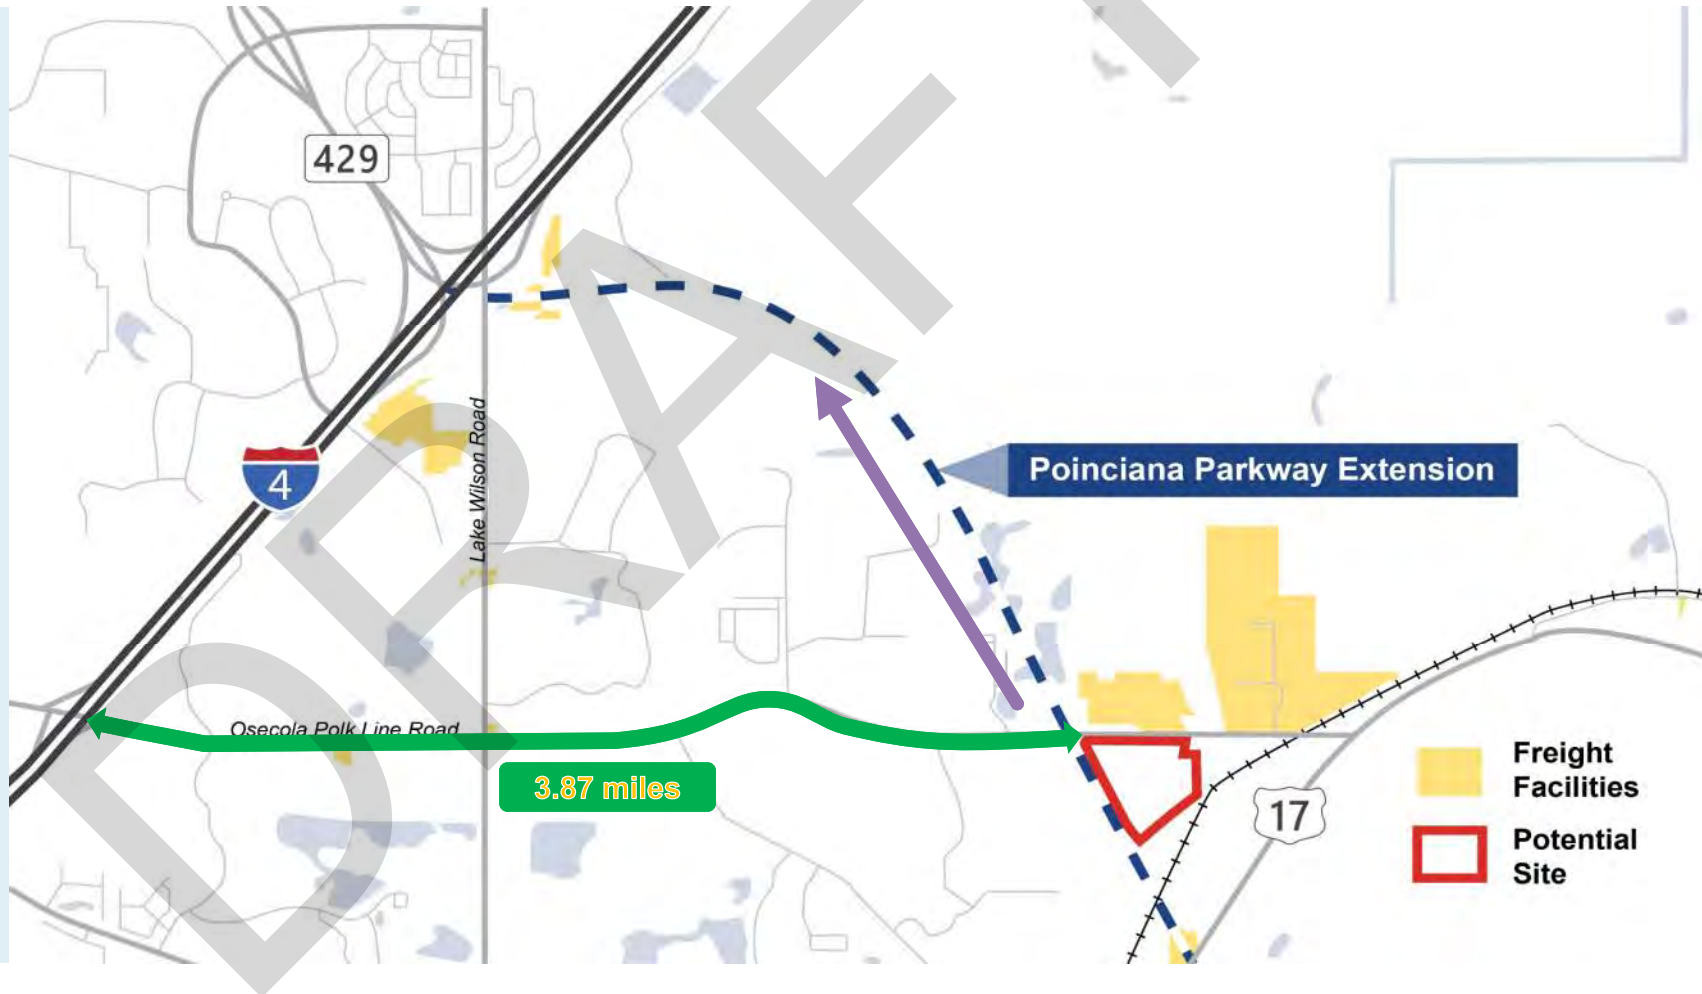 429
4
Lake Wilson Road
Poinciana Parkway Extension
Osecola Polk Line Road
3.87 miles
17
Freight
Facilities
Potential
Site
DRAFT